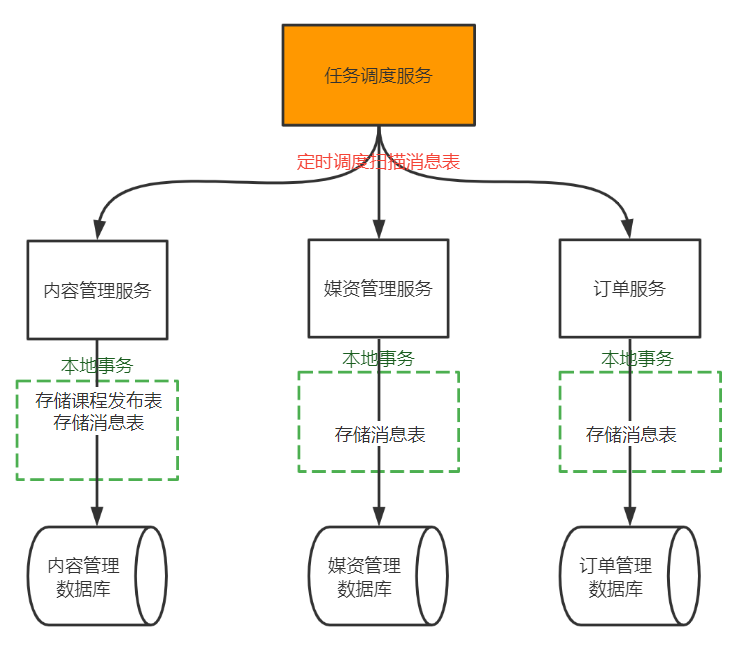 任务调度服务
定时调度扫描消息表
内容管理服务
媒资管理服务
订单服务
本地事务
本地事务
本地事务
存储课程发布表
存储消息表
存储消息表
存储消息表
内容管理
数据库
媒资管理
数据库
订单管理
数据库